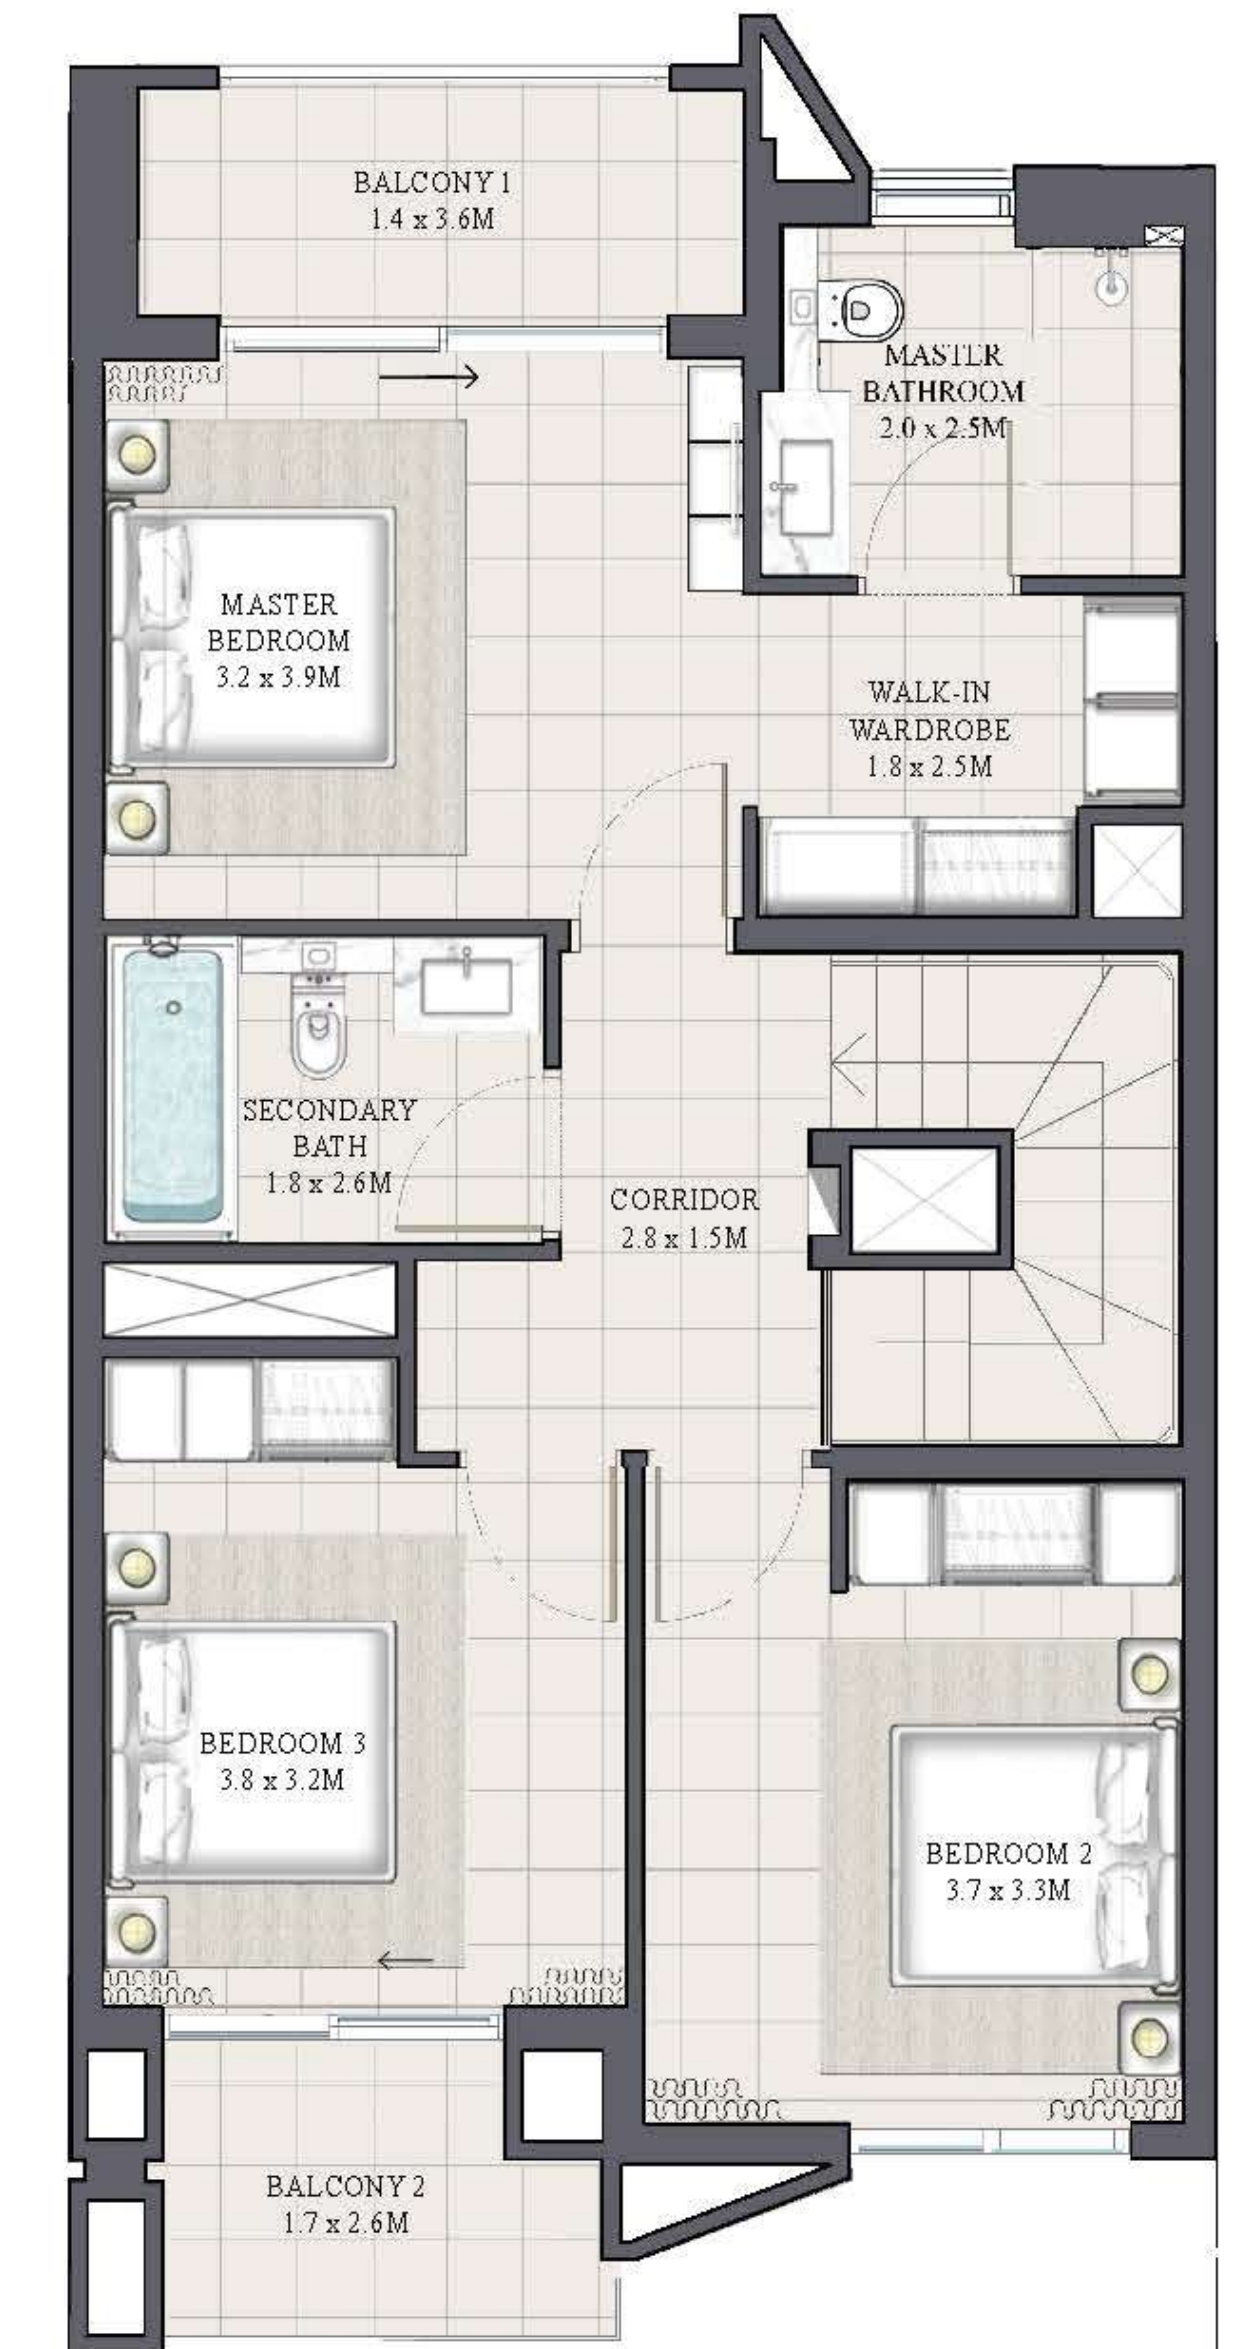 BALCONY 1
1.4 x 3.6M
MASTER
BATHROOM
2.0 x 2.5M
MASTER
BEDROOM
3.2 x 3.9M
WALK-IN
WARDROBE
1.8 x 2.5M
SECONDARY
BATH
1.8 x 2.6M
CORRIDOR
2.8 x 1.5M
BEDROOM 3
3.8 x 3.2M
BEDROOM 2
3.7 x 3.3M
BALCONY 2
1.7 x 2.6M